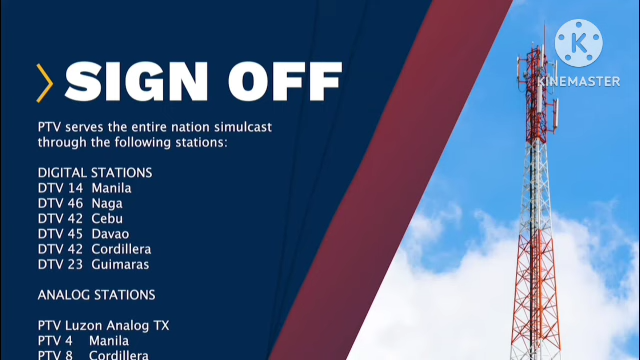 SIGN OFF
PTV serves the entire nation simulcast
through the following stations:
DIGITAL STATIONS
DTV 14 Manila
DTV 46 Naga
DTV 42 Cebu
DTV 45 Davao
DTV 42 Cordillera
DTV 23 Guimaras
ANALOG STATIONS
PTV Luzon Analog TX
PTV 4 Manila
PTV 8 Cordillera
K
KINEMASTER